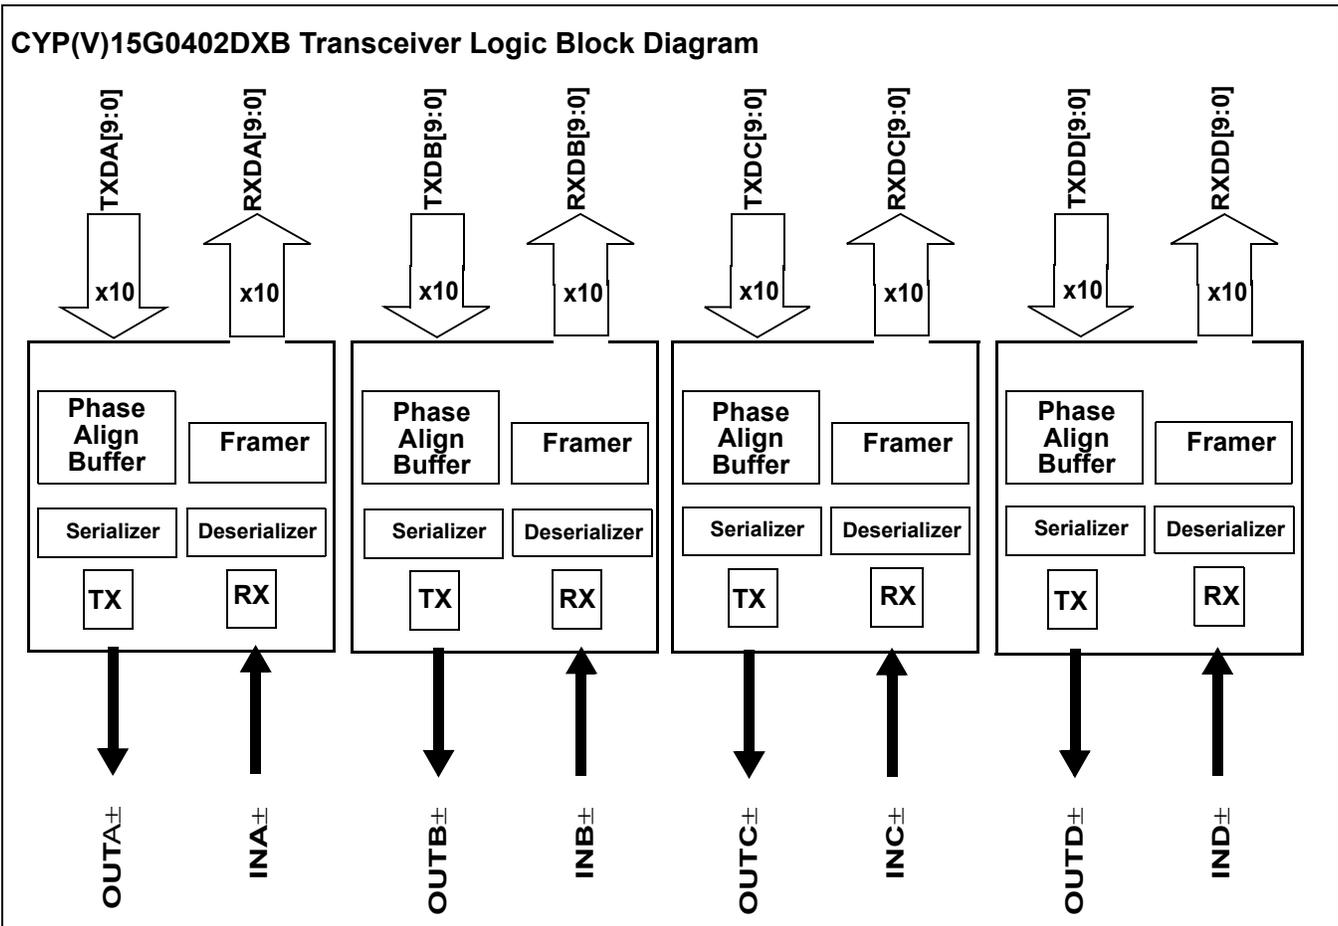 CYP(V)15G0402DXB Transceiver Logic Block Diagram
TXDA[9:0]
RXDA[9:0]
TXDB[9:0]
RXDB[9:0]
TXDC[9:0]
RXDC[9:0]
TXDD[9:0]
RXDD[9:0]
x10
x10
x10
x10
x10
x10
x10
x10
Phase
Align
Buffer
Framer
Phase
Align
Buffer
Framer
Phase
Align
Buffer
Framer
Phase
Align
Buffer
Framer
Serializer
Deserializer
Serializer
Deserializer
Serializer
Deserializer
Serializer
Deserializer
TX
RX
TX
RX
TX
RX
TX
RX
OUTA±
INA±
OUTB±
INB±
OUTC±
INC±
OUTD±
IND±